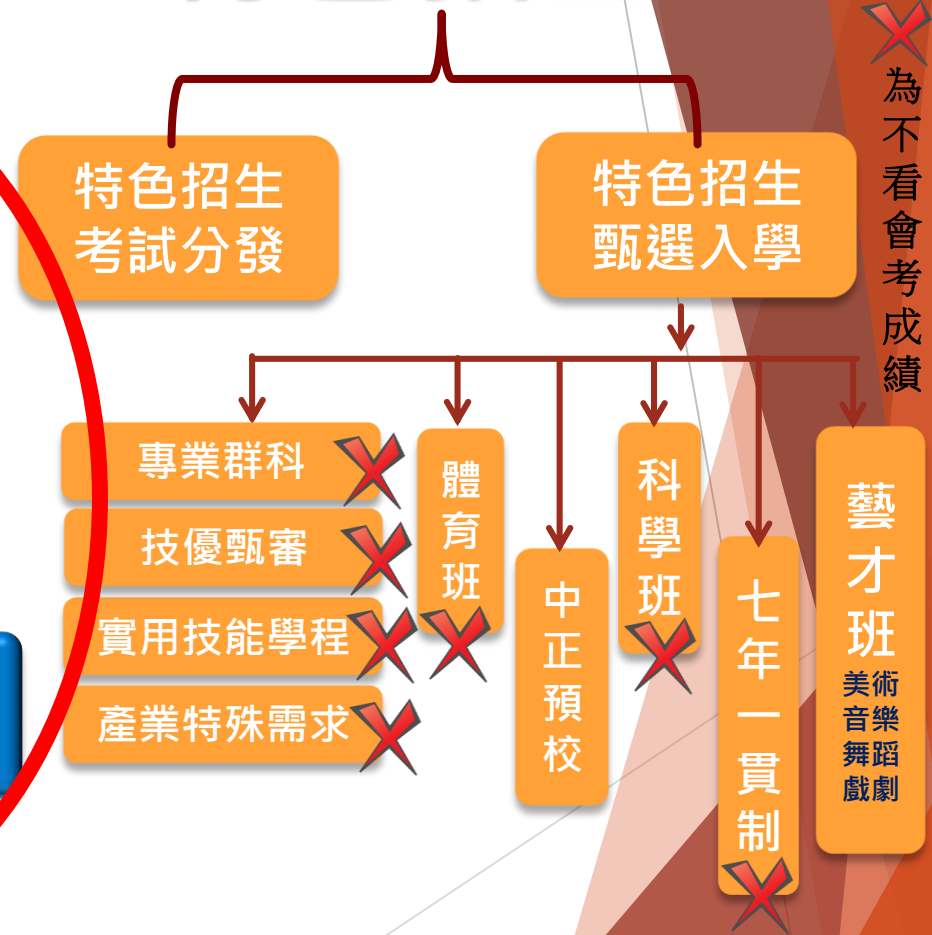 特色招生
考試分發
特色招生
甄選入學
為不看會考成績
專業群科
技優甄審
實用技能學程
產業特殊需求
體育班
中正預校
科學班
七年一貫制
藝才班
美術
音樂
舞蹈
戲劇